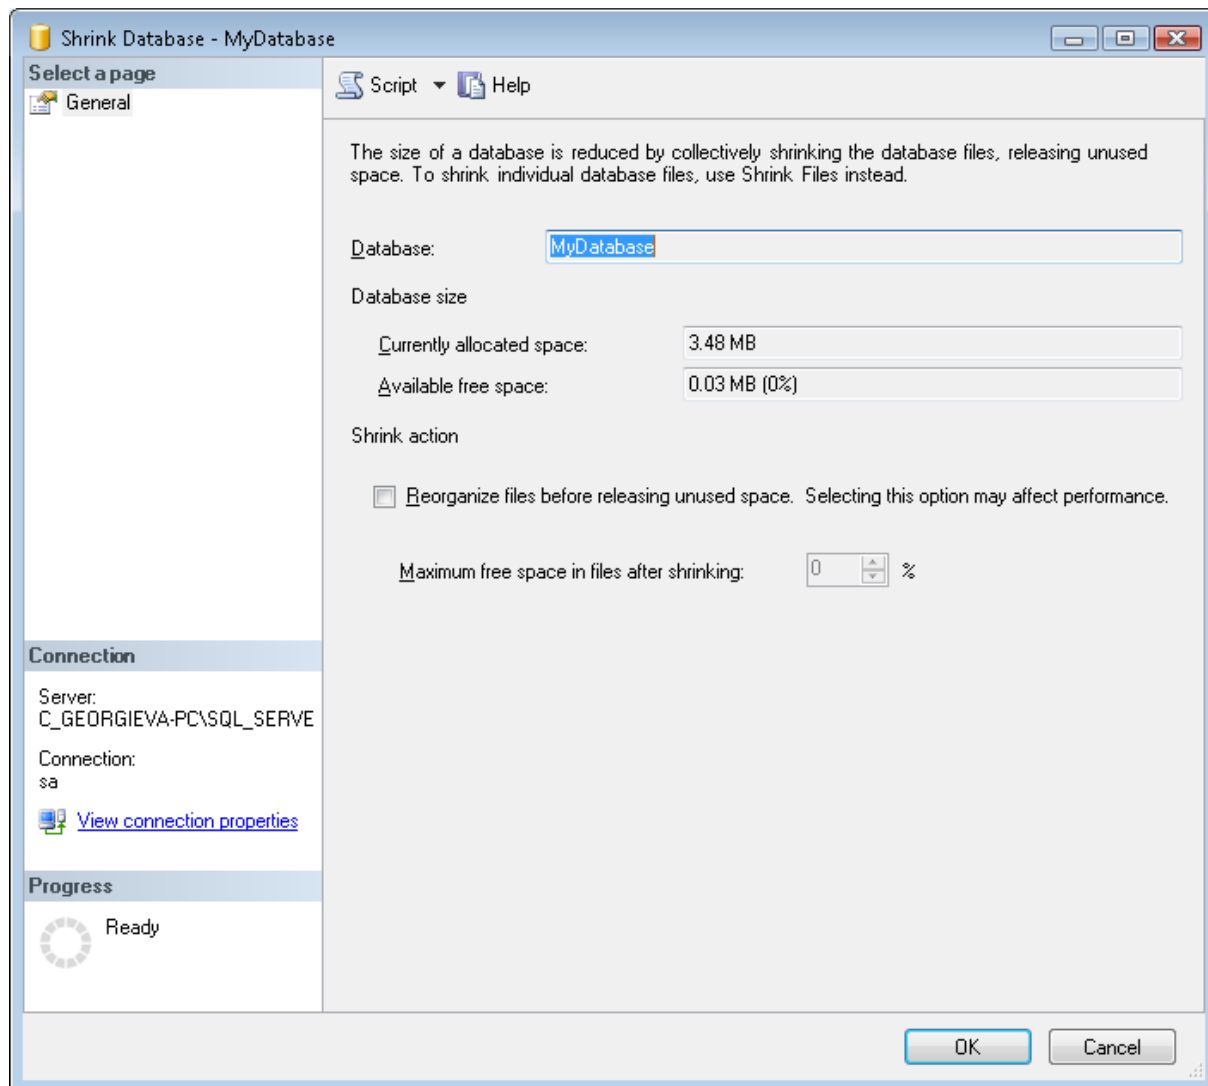 Shrink Database - MyDatabase
Select a page
General
Script Help
The size of a database is reduced by collectively shrinking the database files, releasing unused
space. To shrink individual database files, use Shrink Files instead.
Database: MyDatabase
Database size
Currently allocated space: 3.48 MB
Available free space: 0.03 MB (0%)
Shrink action
Reorganize files before releasing unused space. Selecting this option may affect performance.
Maximum free space in files after shrinking: 0 %
Connection
Server:
C_GEORGIEVA-PC\SQL_SERVE
Connection:
sa
View connection properties
Progress
Ready
OK Cancel